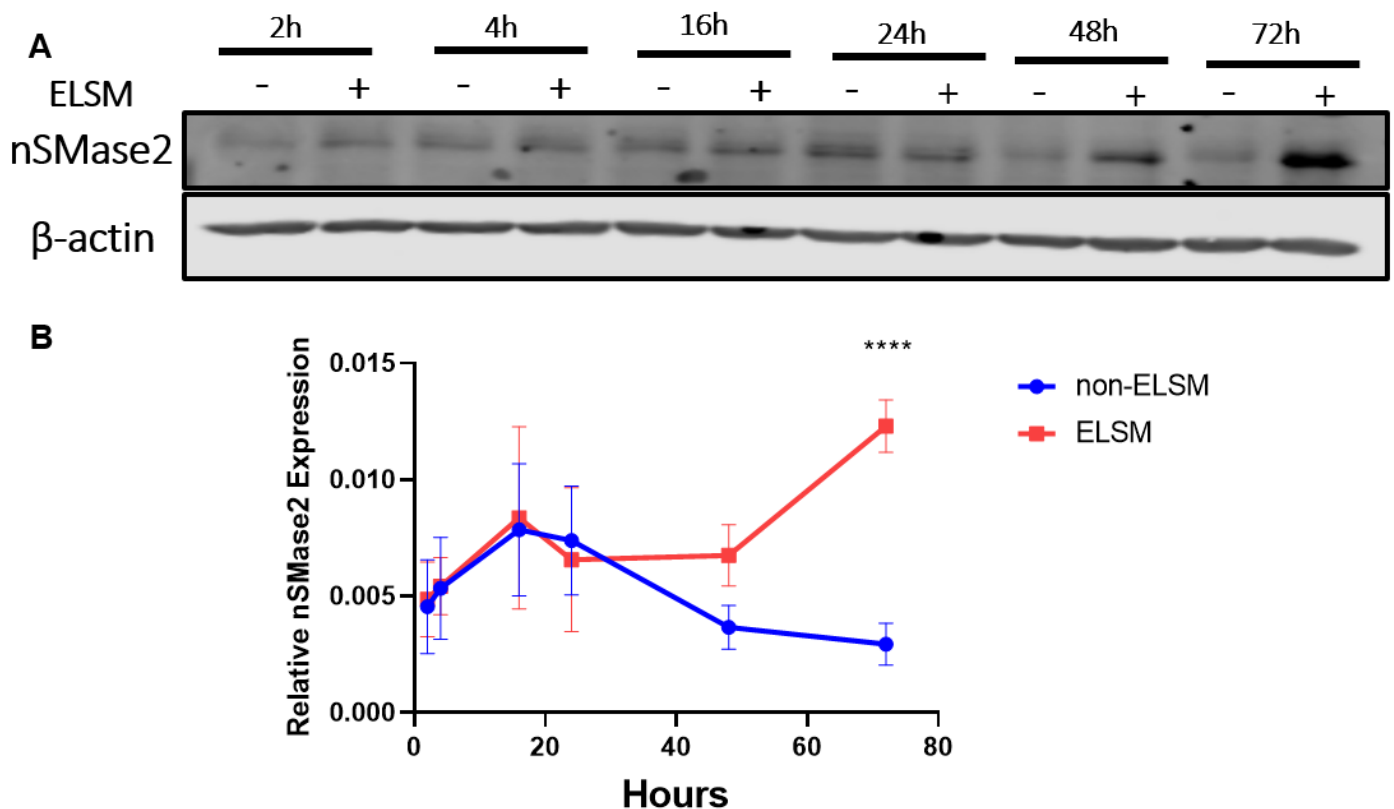 A
2h 4h 16h 24h 48h 72h
ELSM - + - + - + - + - + - +
nSMase2
β-actin
B
Relative nSMase2 Expression
0.015
0.010
0.005
0.000
0 20 40 60 80
Hours
****
non-ELSM
ELSM